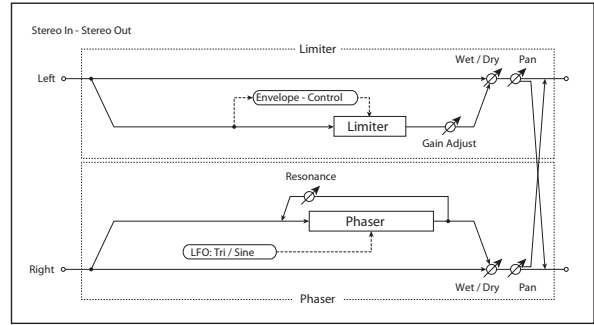 Stereo In - Stereo Out
Limiter
Wet / Dry
Pan
Left
Envelope - Control
Limiter
Gain Adjust
Resonance
Phaser
LFO: Tri / Sine
Right
Wet / Dry
Pan
Phaser